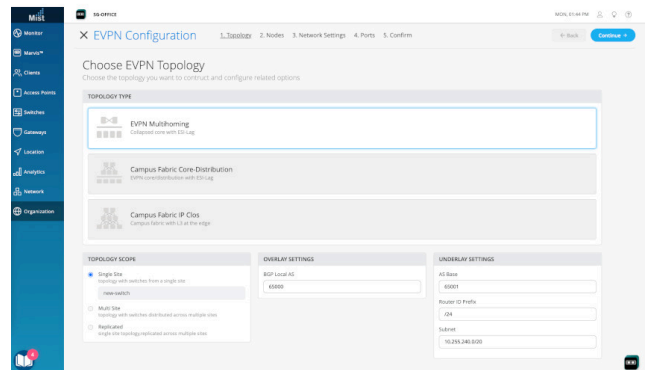 Mist
SG-OFFICE
MON, 01:44 PM
Monitor
Marvis™
Clients
Access Points
Switches
Gateways
Location
Analytics
Network
Organization
EVPN Configuration
1. Topology 2. Nodes 3. Network Settings 4. Ports 5. Confirm
← Back
Continue →
Choose EVPN Topology
Choose the topology you want to contruct and configure related options
TOPOLOGY TYPE
EVPN Multihoming
Collapsed core with ESI-Lag
Campus Fabric Core-Distribution
EVPN core/distribution with ESI-Lag
Campus Fabric IP Clos
Campus fabric with L3 at the edge
TOPOLOGY SCOPE
Single Site
topology with switches from a single site
new-switch
Multi Site
topology with switches distributed across multiple sites
Replicated
single site topology replicated across multiple sites
OVERLAY SETTINGS
BGP Local AS
65000
UNDERLAY SETTINGS
AS Base
65001
Router ID Prefix
/24
Subnet
10.255.240.0/20